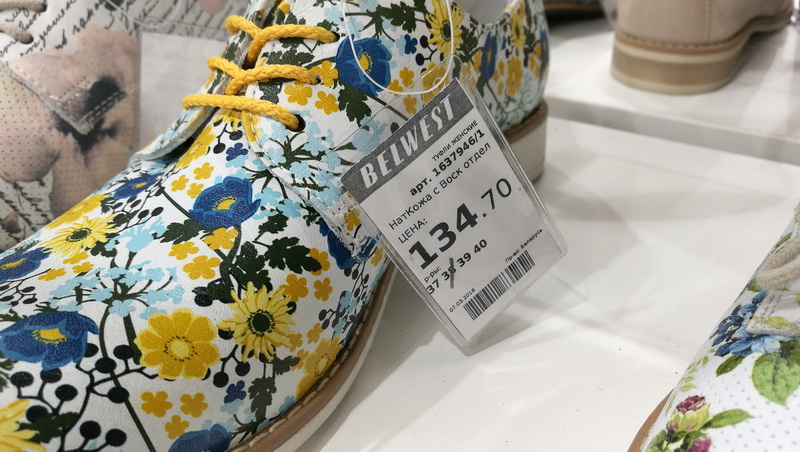 BELWEST
ТУФЛИ ЖЕНСКИЕ
арт. 1637946/1
НатКожа с Воск отдел
ЦЕНА:
134.70
р-ры:
37 38 39 40
Пр-во: Беларусь
07.03.2018